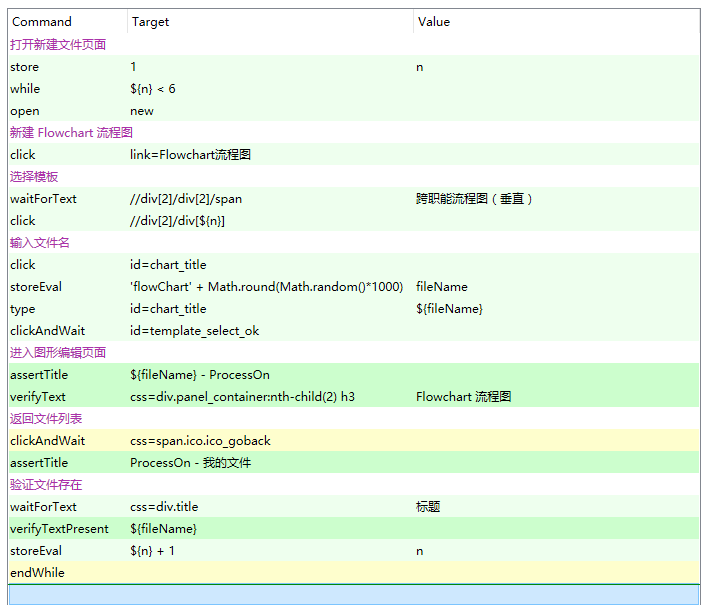 Command Target Value
打开新建文件页面
store 1 n
while ${n} < 6
open new
新建 Flowchart 流程图
click link=Flowchart流程图
选择模板
waitForText //div[2]/div[2]/span 跨职能流程图（垂直）
click //div[2]/div[${n}]
输入文件名
click id=chart_title
storeEval 'flowChart' + Math.round(Math.random()*1000) fileName
type id=chart_title ${fileName}
clickAndWait id=template_select_ok
进入图形编辑页面
assertTitle ${fileName} - ProcessOn
verifyText css=div.panel_container:nth-child(2) h3 Flowchart 流程图
返回文件列表
clickAndWait css=span.ico.ico_goback
assertTitle ProcessOn - 我的文件
验证文件存在
waitForText css=div.title 标题
verifyTextPresent ${fileName}
storeEval ${n} + 1 n
endWhile